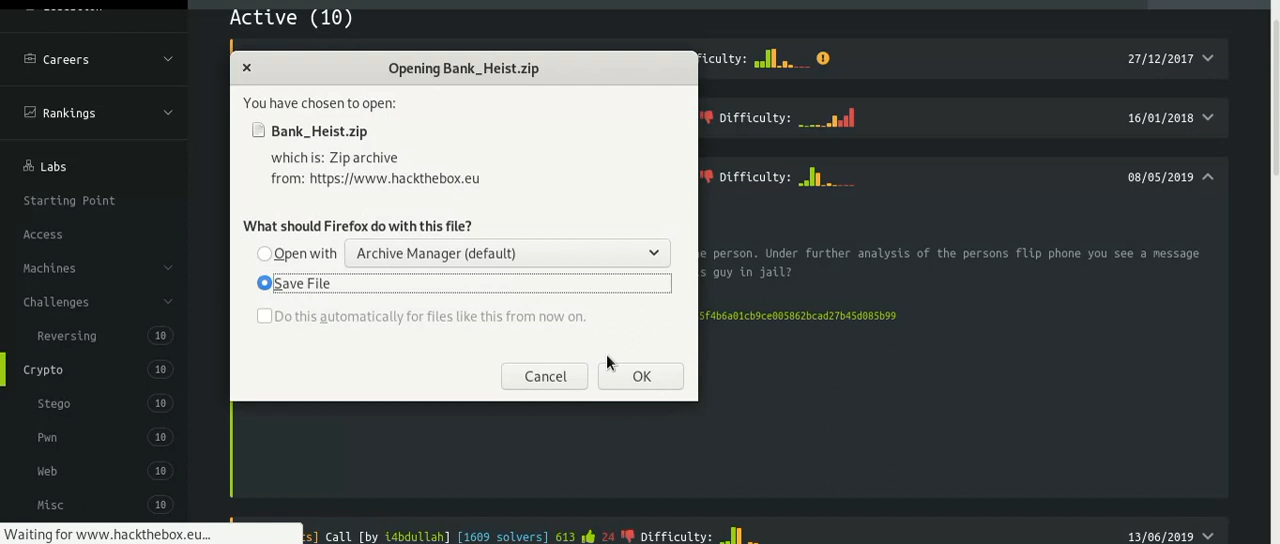 Active (10)
Careers
Rankings
Labs
Starting Point
Access
Machines
Challenges
Reversing 10
Crypto 10
Stego 10
Pwn 10
Web 10
Misc 10
Opening Bank_Heist.zip
You have chosen to open:
Bank_Heist.zip
which is: Zip archive
from: https://www.hackthebox.eu
What should Firefox do with this file?
Open with Archive Manager (default)
Save File
Do this automatically for files like this from now on.
Cancel OK
ficulty: 27/12/2017
Difficulty: 16/01/2018
Difficulty: 08/05/2019
e person. Under further analysis of the persons flip phone you see a message
s guy in jail?
5f4b6a01cb9ce005862bcad27b45d085b99
Waiting for www.hackthebox.eu...
ts] Call [by i4bdullah] [1609 solvers] 613 24 Difficulty: 13/06/2019